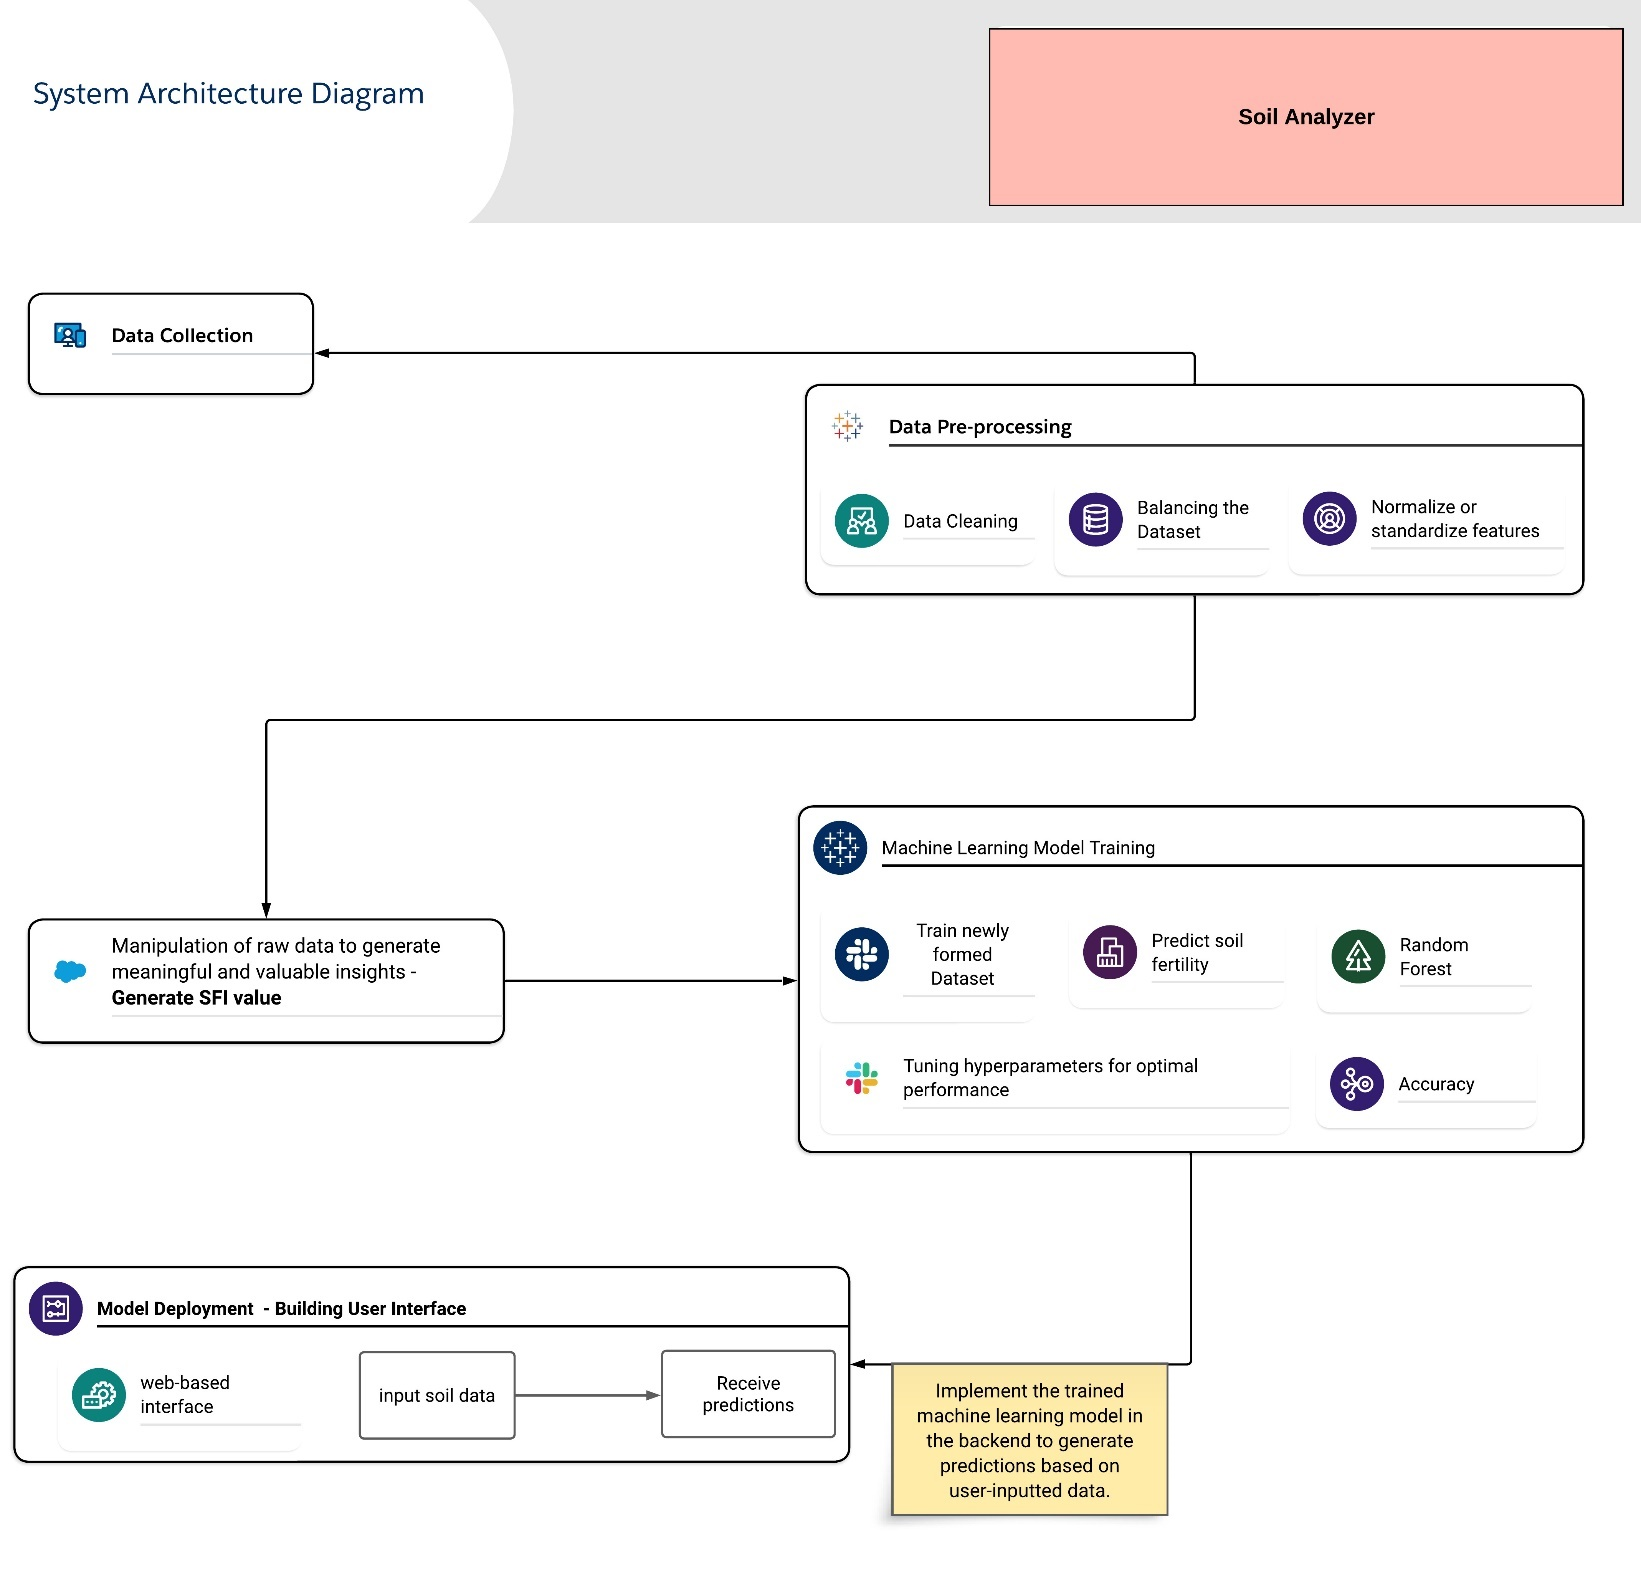 System Architecture Diagram
Soil Analyzer
Data Collection
Data Pre-processing
Data Cleaning
Balancing the
Dataset
Normalize or
standardize features
Manipulation of raw data to generate
meaningful and valuable insights -
Generate SFI value
Machine Learning Model Training
Train newly
formed
Dataset
Predict soil
fertility
Random
Forest
Tuning hyperparameters for optimal
performance
Accuracy
Model Deployment  - Building User Interface
web-based
interface
input soil data
Receive
predictions
Implement the trained
machine learning model in
the backend to generate
predictions based on
user-inputted data.